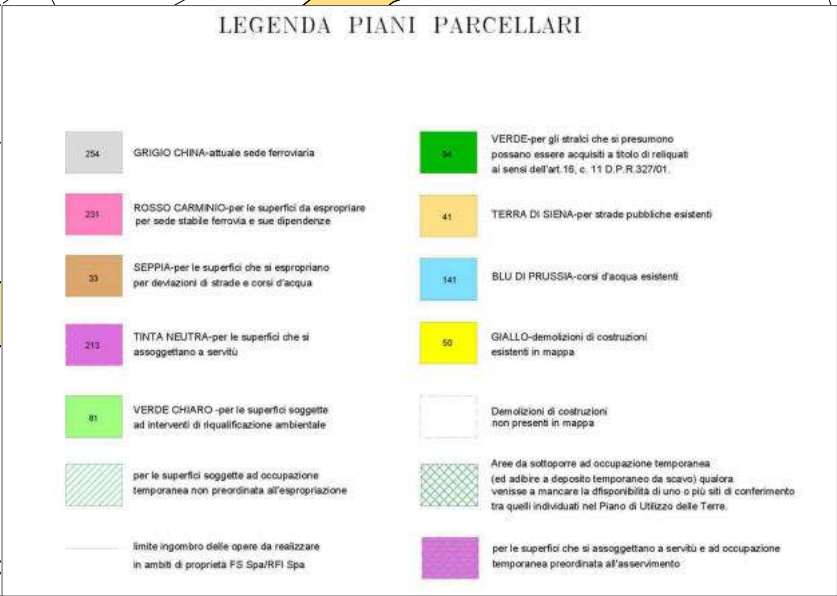 LEGENDA PIANI PARCELLARI
254
GRIGIO CHINA-attuale sede ferroviaria
231
ROSSO CARMINIO-per le superfici da espropriare
per sede stabile ferrovia e sue dipendenze
33
SEPPIA-per le superfici che si espropriano
per deviazioni di strade e corsi d'acqua
213
TINTA NEUTRA-per le superfici che si
assoggettano a servitù
81
VERDE CHIARO -per le superfici soggette
ad interventi di riqualificazione ambientale
per le superfici soggette ad occupazione
temporanea non preordinata all'espropriazione
limite ingombro delle opere da realizzare
in ambiti di proprietà FS Spa/RFI Spa
94
VERDE-per gli stralci che si presumono
possano essere acquisiti a titolo di reliquati
ai sensi dell'art.16, c. 11 D.P.R.327/01.
41
TERRA DI SIENA-per strade pubbliche esistenti
141
BLU DI PRUSSIA-corsi d'acqua esistenti
50
GIALLO-demolizioni di costruzioni
esistenti in mappa
Demolizioni di costruzioni
non presenti in mappa
Aree da sottoporre ad occupazione temporanea
(ed adibire a deposito temporaneo da scavo) qualora
venisse a mancare la dfisponibilità di uno o più siti di conferimento
tra quelli individuati nel Piano di Utilizzo delle Terre.
per le superfici che si assoggettano a servitù e ad occupazione
temporanea preordinata all'asservimento